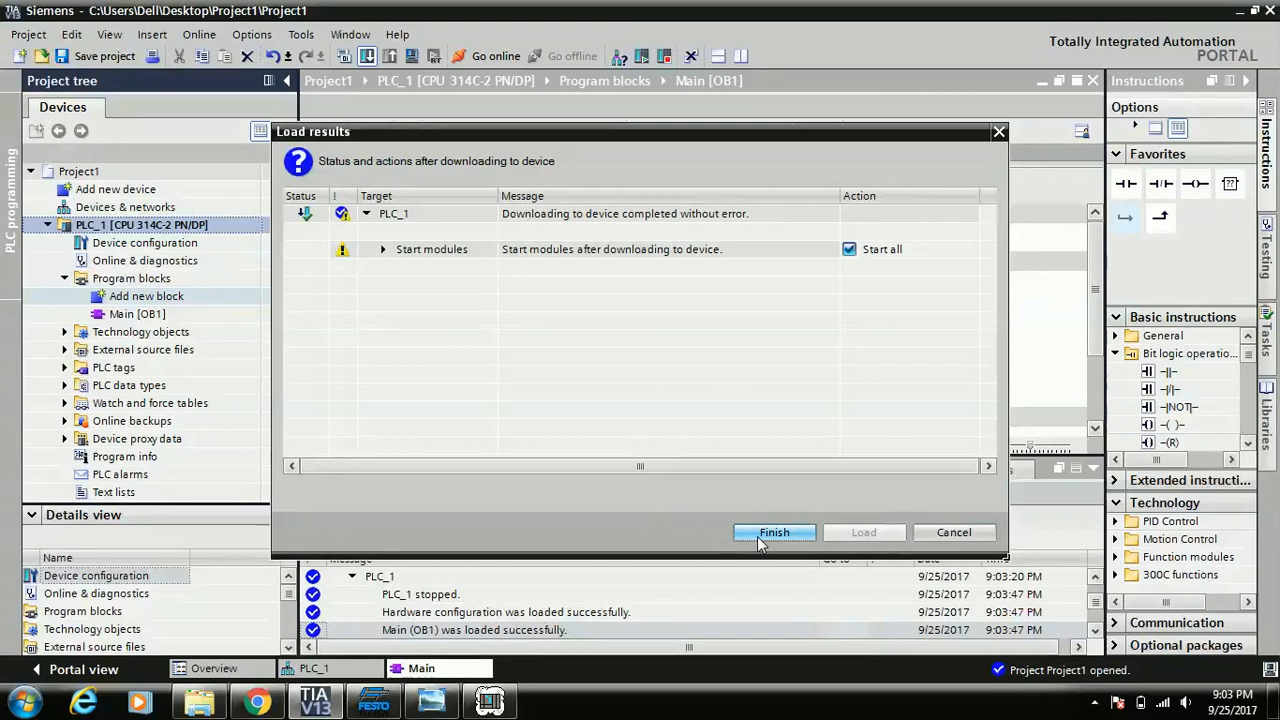 Siemens - C:\Users\Dell\Desktop\Project1\Project1
Project Edit View Insert Online Options Tools Window Help
Totally Integrated Automation
PORTAL
Save project
Go online
Go offline
Project tree
Project1 PLC_1 [CPU 314C-2 PN/DP] Program blocks Main [OB1]
Instructions
Devices
Options
PLC programming
Load results
Status and actions after downloading to device
Status ! Target Message Action
PLC_1 Downloading to device completed without error.
Start modules Start modules after downloading to device. Start all
Finish Load Cancel
Project1
Add new device
Devices & networks
PLC_1 [CPU 314C-2 PN/DP]
Device configuration
Online & diagnostics
Program blocks
Add new block
Main [OB1]
Technology objects
External source files
PLC tags
PLC data types
Watch and force tables
Online backups
Device proxy data
Program info
PLC alarms
Text lists
Details view
Name
Device configuration
Online & diagnostics
Program blocks
Technology objects
External source files
PLC_1 9/25/2017 9:03:20 PM
PLC_1 stopped. 9/25/2017 9:03:47 PM
Hardware configuration was loaded successfully. 9/25/2017 9:03:47 PM
Main (OB1) was loaded successfully. 9/25/2017 9:03:47 PM
Favorites
??
Basic instructions
General
Bit logic operatio...
-||-
-|/|-
-|NOT|-
-( )-
-(R)
Extended instructi...
Technology
PID Control
Motion Control
Function modules
300C functions
Communication
Optional packages
Instructions
Testing
Tasks
Libraries
Portal view
Overview
PLC_1
Main
Project Project1 opened.
TIA
V13
FESTO
9:03 PM
9/25/2017